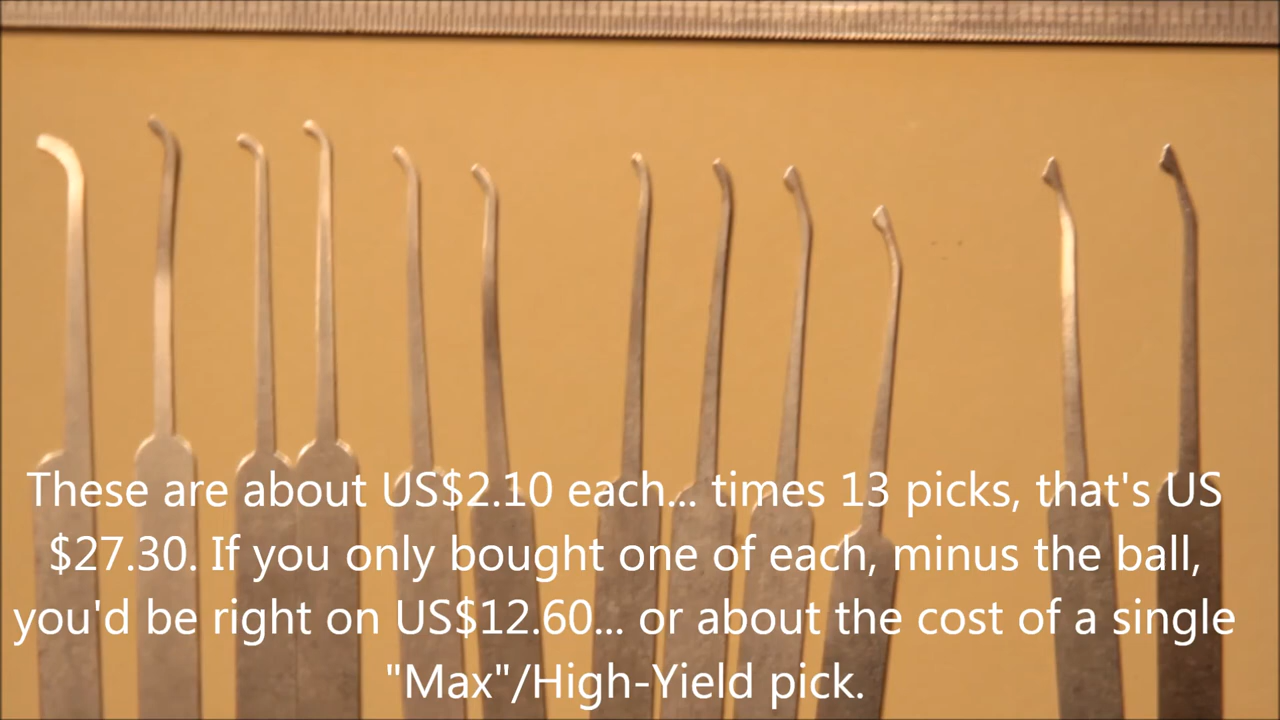 These are about US$2.10 each... times 13 picks, that's US
$27.30. If you only bought one of each, minus the ball,
you'd be right on US$12.60... or about the cost of a single
"Max"/High-Yield pick.